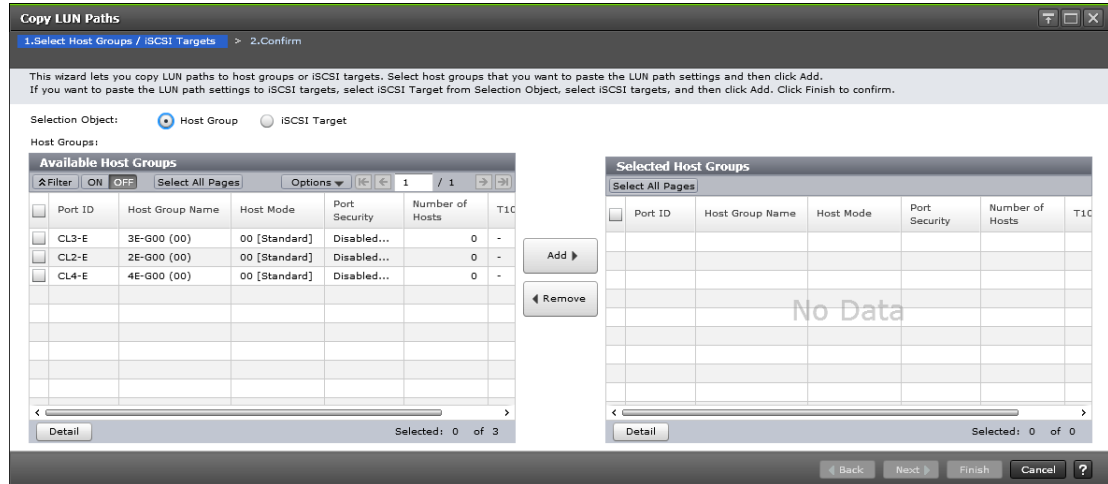 Copy LUN Paths
1.Select Host Groups / iSCSI Targets > 2.Confirm
This wizard lets you copy LUN paths to host groups or iSCSI targets. Select host groups that you want to paste the LUN path settings and then click Add.
If you want to paste the LUN path settings to iSCSI targets, select iSCSI Target from Selection Object, select iSCSI targets, and then click Add. Click Finish to confirm.
Selection Object: Host Group iSCSI Target
Host Groups:
Available Host Groups
Filter ON OFF Select All Pages Options 1 / 1
Port ID Host Group Name Host Mode Port Security Number of Hosts T10
CL3-E 3E-G00 (00) 00 [Standard] Disabled... 0 -
CL2-E 2E-G00 (00) 00 [Standard] Disabled... 0 -
CL4-E 4E-G00 (00) 00 [Standard] Disabled... 0 -
Detail Selected: 0 of 3
Add
Remove
Selected Host Groups
Select All Pages
Port ID Host Group Name Host Mode Port Security Number of Hosts T10
No Data
Detail Selected: 0 of 0
Back Next Finish Cancel ?